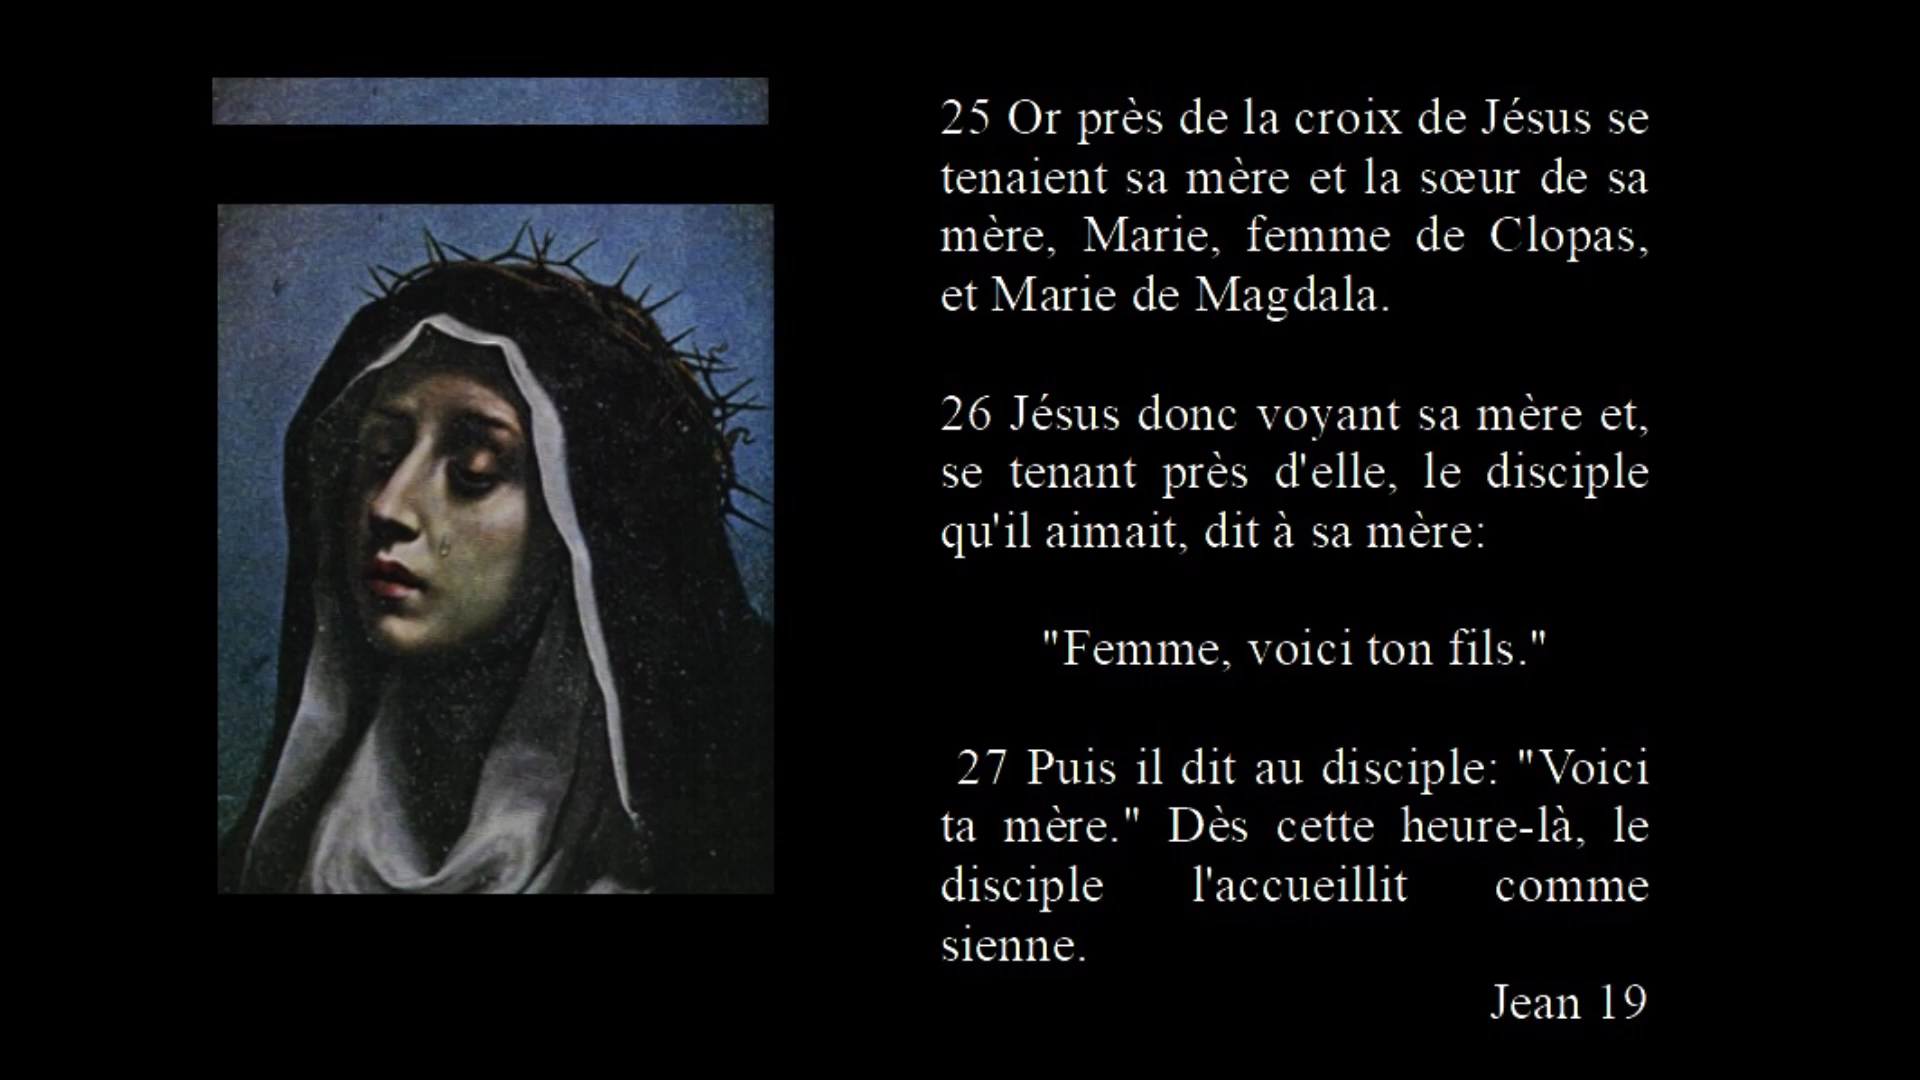 25 Or près de la croix de Jésus se
tenaient sa mère et la sœur de sa
mère, Marie, femme de Clopas,
et Marie de Magdala.
26 Jésus donc voyant sa mère et,
se tenant près d'elle, le disciple
qu'il aimait, dit à sa mère:
"Femme, voici ton fils."
27 Puis il dit au disciple: "Voici
ta mère." Dès cette heure-là, le
disciple l'accueillit comme
sienne.
Jean 19